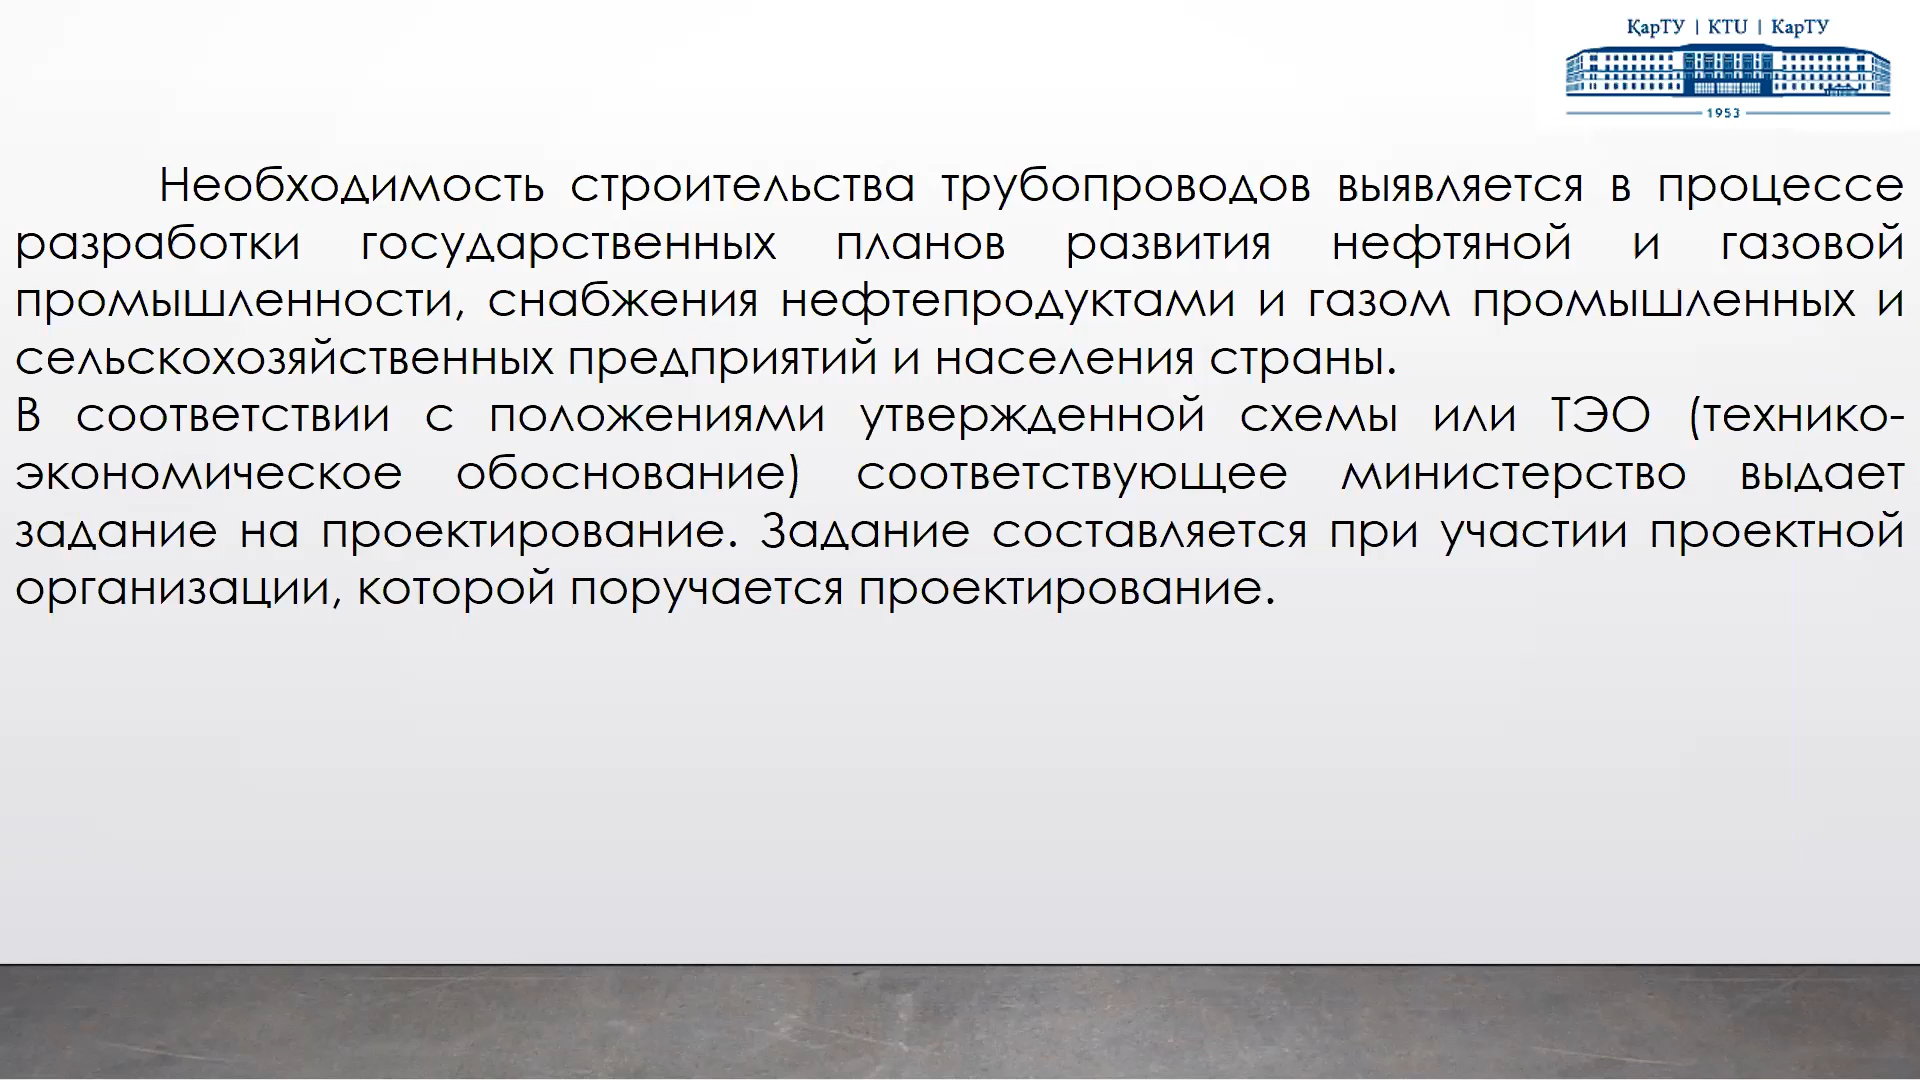 ҚарТУ | KTU | КарТУ
1953
Необходимость строительства трубопроводов выявляется в процессе
разработки государственных планов развития нефтяной и газовой
промышленности, снабжения нефтепродуктами и газом промышленных и
сельскохозяйственных предприятий и населения страны.
В соответствии с положениями утвержденной схемы или ТЭО (технико-
экономическое обоснование) соответствующее министерство выдает
задание на проектирование. Задание составляется при участии проектной
организации, которой поручается проектирование.